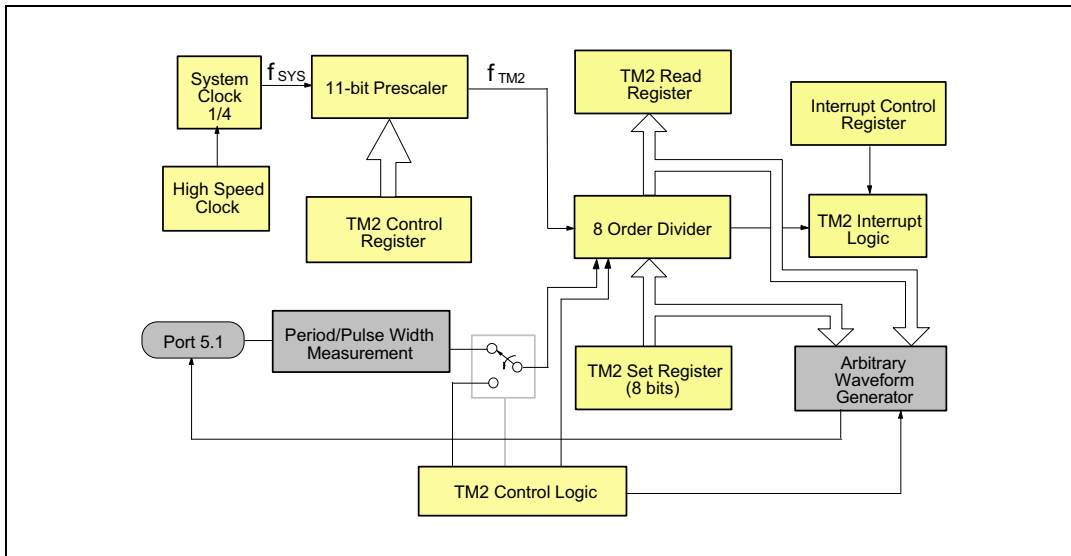 System
Clock
1/4
f SYS
11-bit Prescaler
f TM2
TM2 Read
Register
Interrupt Control
Register
High Speed
Clock
TM2 Control
Register
8 Order Divider
TM2 Interrupt
Logic
Port 5.1
Period/Pulse Width
Measurement
TM2 Set Register
(8 bits)
Arbitrary
Waveform
Generator
TM2 Control Logic